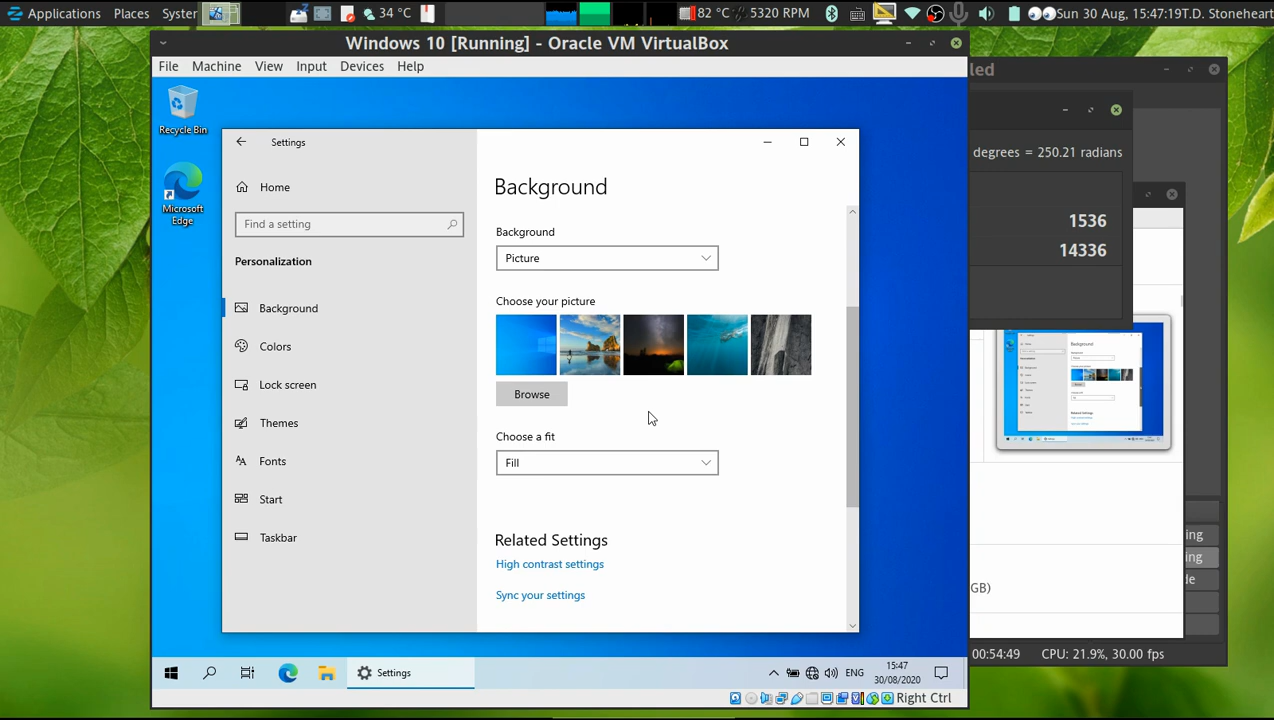 Applications Places Syster 34 °C 82 °C 5320 RPM Sun 30 Aug, 15:47:19 T.D. Stoneheart
Windows 10 [Running] - Oracle VM VirtualBox
File Machine View Input Devices Help
led
Recycle Bin
Microsoft
Edge
Settings
Home
Find a setting
Personalization
Background
Colors
Lock screen
Themes
Fonts
Start
Taskbar
Background
Background
Picture
Choose your picture
Browse
Choose a fit
Fill
Related Settings
High contrast settings
Sync your settings
degrees = 250.21 radians
1536
14336
ing
ing
GB)
de
00:54:49 CPU: 21.9%, 30.00 fps
Settings
ENG
15:47
30/08/2020
Right Ctrl